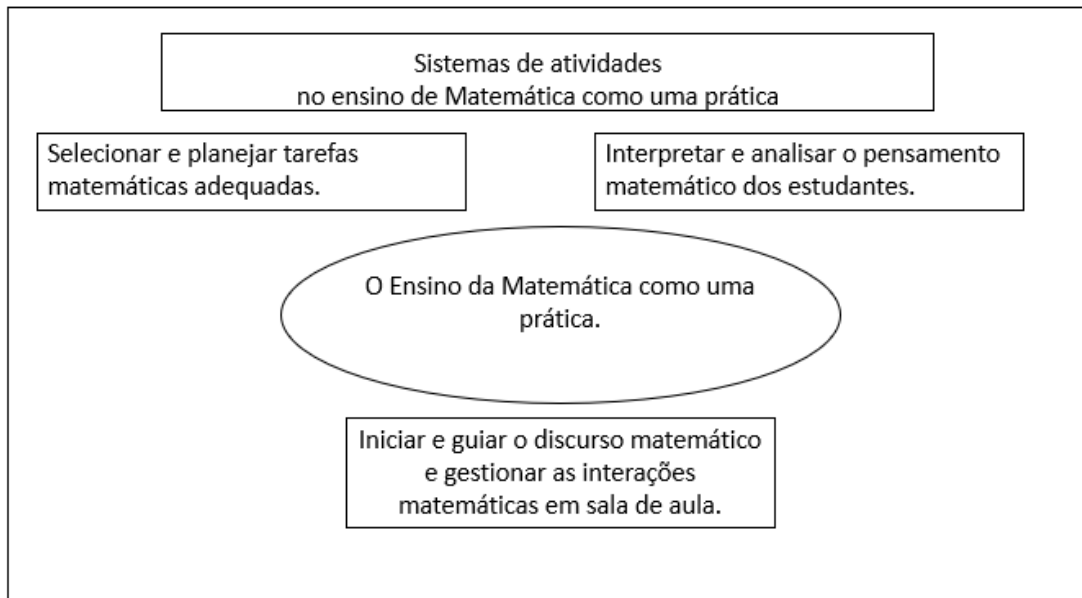 Sistemas de atividades
no ensino de Matemática como uma prática
Selecionar e planejar tarefas
matemáticas adequadas.
Interpretar e analisar o pensamento
matemático dos estudantes.
O Ensino da Matemática como uma
prática.
Iniciar e guiar o discurso matemático
e gestionar as interações
matemáticas em sala de aula.